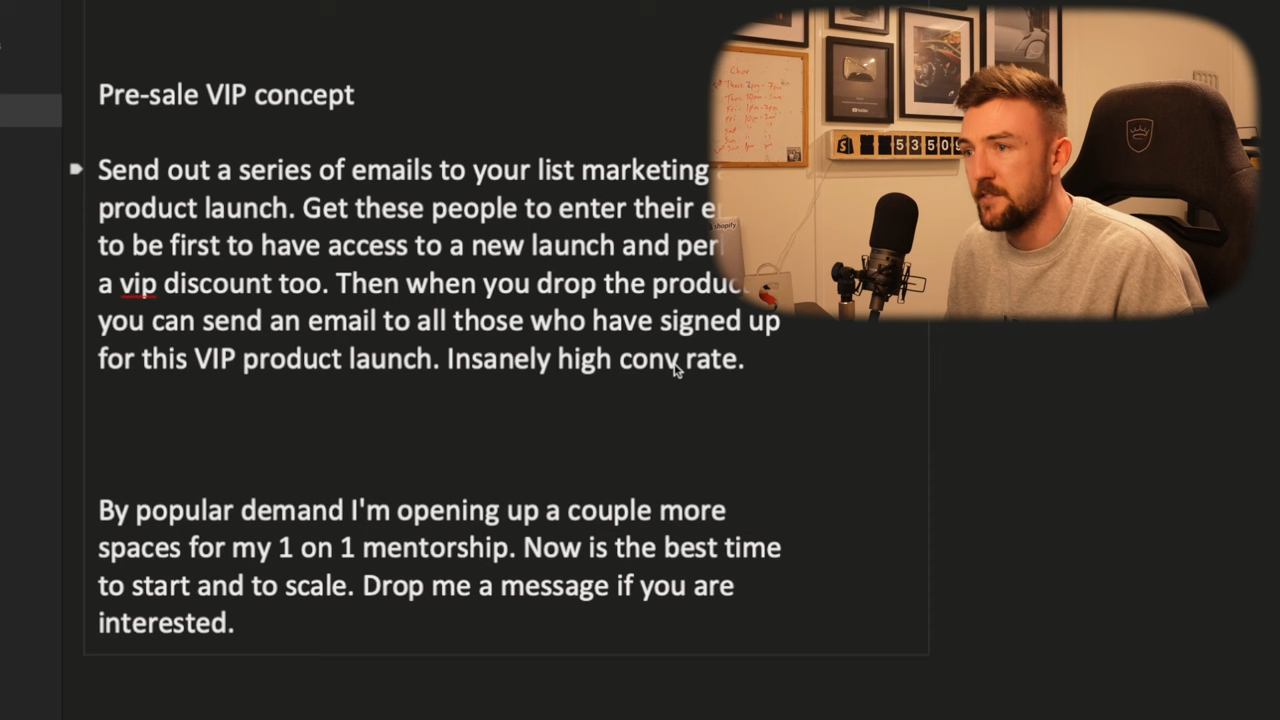 Pre-sale VIP concept
Send out a series of emails to your list marketing
product launch. Get these people to enter their
to be first to have access to a new launch and
a vip discount too. Then when you drop the
you can send an email to all those who have signed up
for this VIP product launch. Insanely high conv rate.
By popular demand I'm opening up a couple more
spaces for my 1 on 1 mentorship. Now is the best time
to start and to scale. Drop me a message if you are
interested.
53509
shopify
YouTube